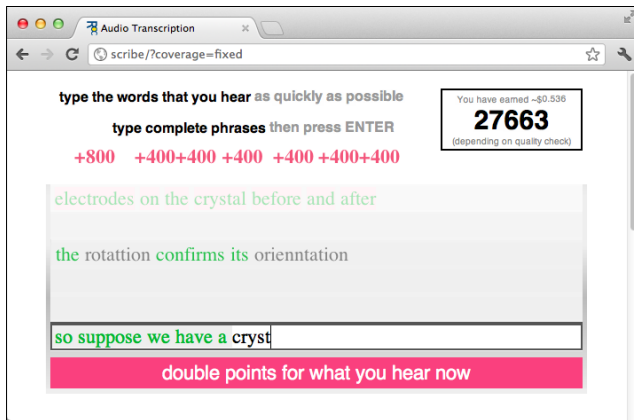 Audio Transcription
scribe/?coverage=fixed
type the words that you hear as quickly as possible
type complete phrases then press ENTER
+800 +400+400 +400 +400 +400+400
You have earned ~$0.536
27663
(depending on quality check)
electrodes on the crystal before and after
the rotattion confirms its orienntation
so suppose we have a cryst
double points for what you hear now